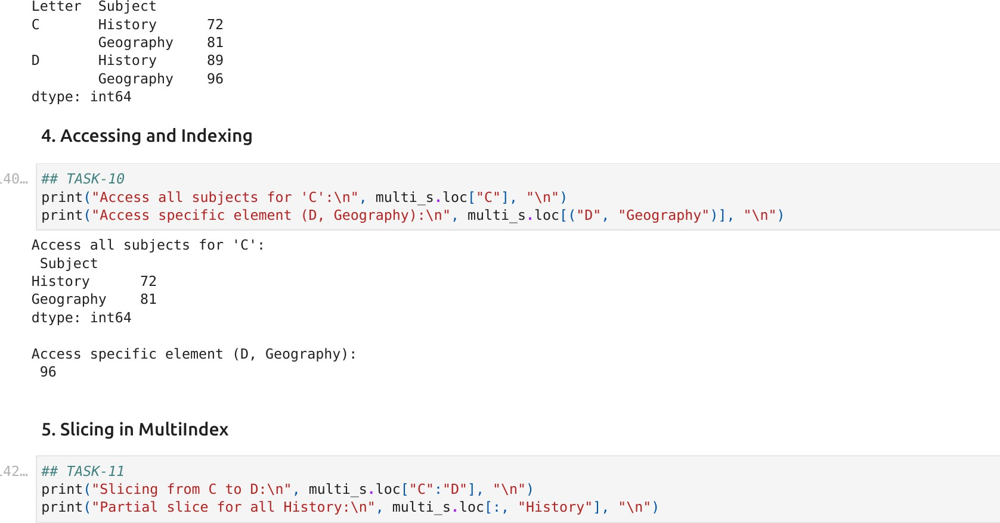 Letter  Subject
C       History      72
        Geography    81
D       History      89
        Geography    96
dtype: int64
4. Accessing and Indexing
140… ## TASK-10
print("Access all subjects for 'C':\n", multi_s.loc["C"], "\n")
print("Access specific element (D, Geography):\n", multi_s.loc[("D", "Geography")], "\n")
Access all subjects for 'C':
 Subject
History      72
Geography    81
dtype: int64
Access specific element (D, Geography):
 96
5. Slicing in MultiIndex
142… ## TASK-11
print("Slicing from C to D:\n", multi_s.loc["C":"D"], "\n")
print("Partial slice for all History:\n", multi_s.loc[:, "History"], "\n")